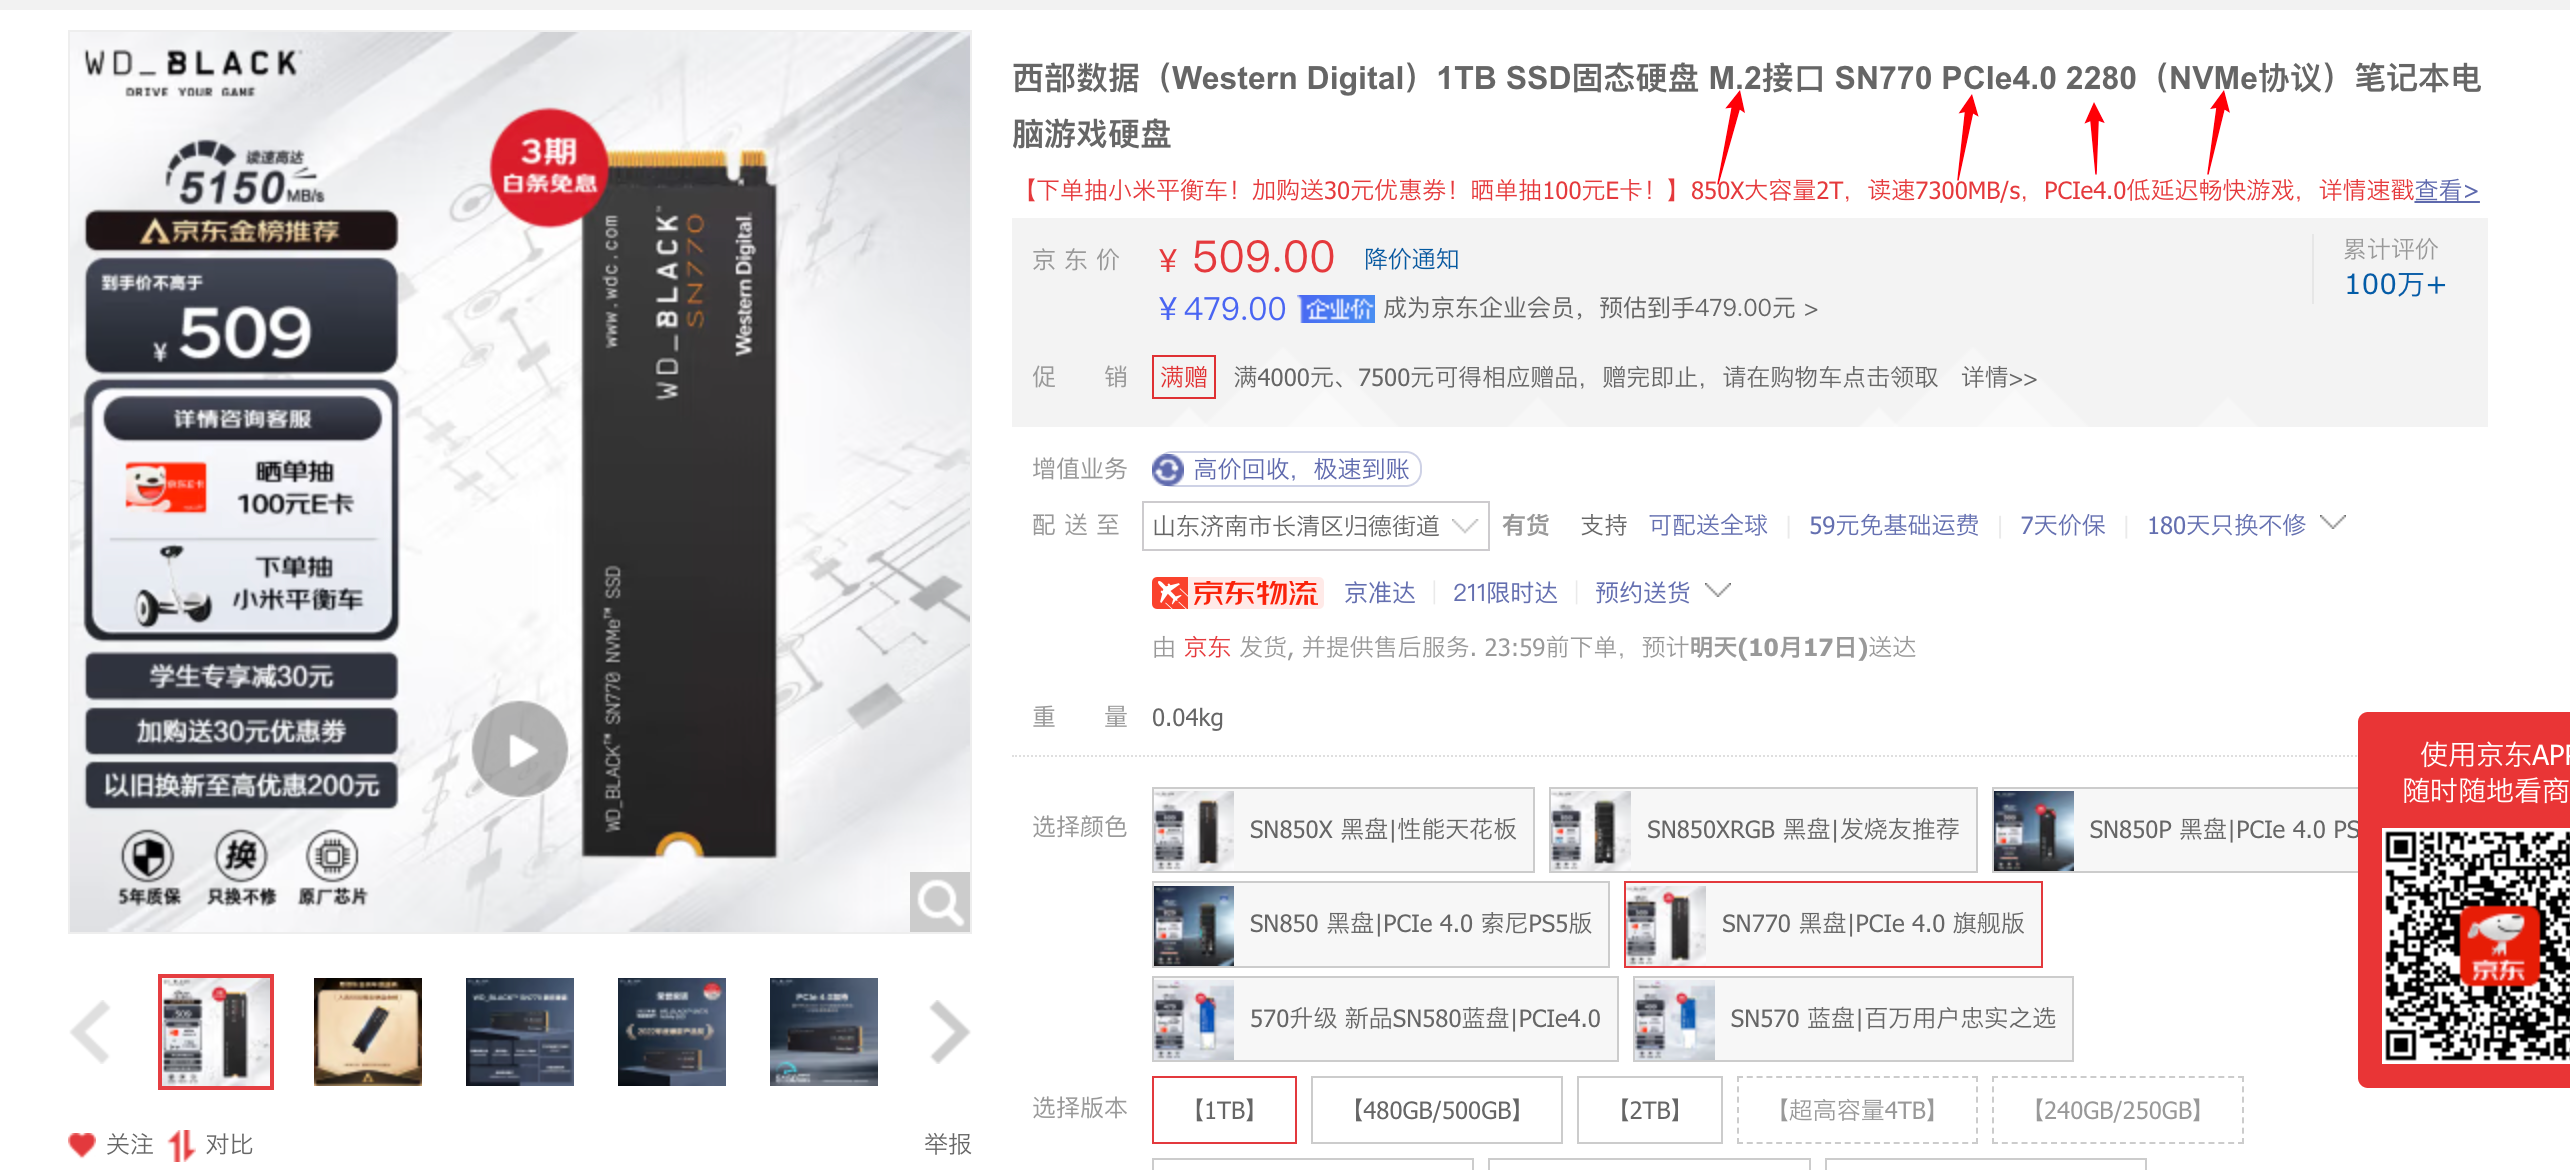 WD_BLACK
DRIVE YOUR GAME
读速高达
5150MB/s
京东金榜推荐
到手价不高于
¥ 509
详情咨询客服
晒单抽
100元E卡
下单抽
小米平衡车
学生专享减30元
加购送30元优惠券
以旧换新至高优惠200元
5年质保 只换不修 原厂芯片
换
3期
白条免息
www.wdc.com
WD_BLACK™
SN770
Western Digital
WD_BLACK™ SN770 NVMe™ SSD
关注 对比 举报
西部数据（Western Digital）1TB SSD固态硬盘 M.2接口 SN770 PCIe4.0 2280（NVMe协议）笔记本电
脑游戏硬盘
【下单抽小米平衡车！加购送30元优惠券！晒单抽100元E卡！】850X大容量2T，读速7300MB/s，PCIe4.0低延迟畅快游戏，详情速戳查看>
京东价 ¥ 509.00 降价通知
累计评价
100万+
¥479.00 企业价 成为京东企业会员，预估到手479.00元 >
促销 满赠 满4000元、7500元可得相应赠品，赠完即止，请在购物车点击领取 详情>>
增值业务 高价回收，极速到账
配送至 山东济南市长清区归德街道 有货 支持 可配送全球 59元免基础运费 7天价保 180天只换不修
京东物流 京准达 211限时达 预约送货
由 京东 发货, 并提供售后服务. 23:59前下单，预计明天(10月17日)送达
重量 0.04kg
选择颜色 SN850X 黑盘|性能天花板 SN850XRGB 黑盘|发烧友推荐 SN850P 黑盘|PCIe 4.0 PS
SN850 黑盘|PCIe 4.0 索尼PS5版 SN770 黑盘|PCIe 4.0 旗舰版
570升级 新品SN580蓝盘|PCIe4.0 SN570 蓝盘|百万用户忠实之选
选择版本 【1TB】 【480GB/500GB】 【2TB】 【超高容量4TB】 【240GB/250GB】
使用京东AP
随时随地看商
京东